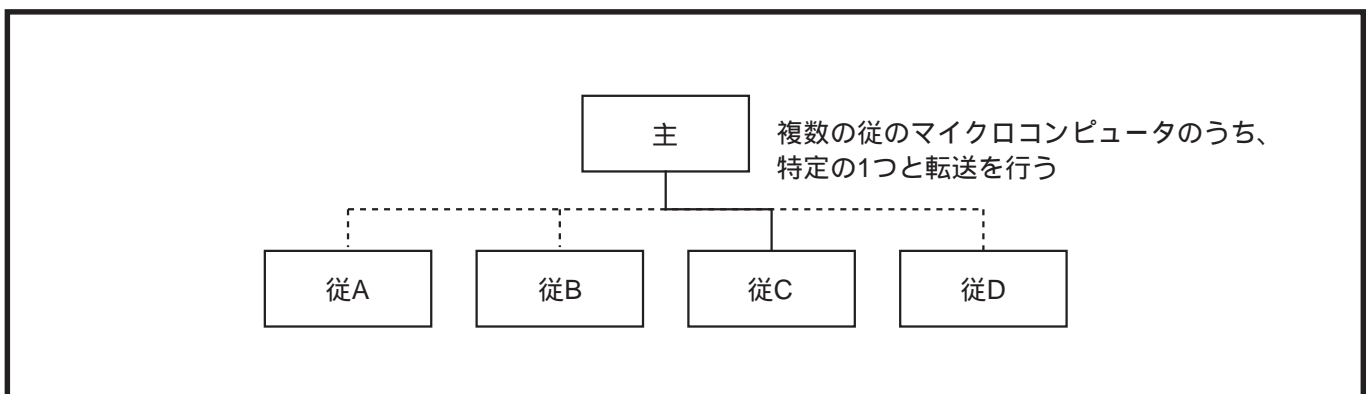 主
複数の従のマイクロコンピュータのうち、
特定の1つと転送を行う
従A
従B
従C
従D